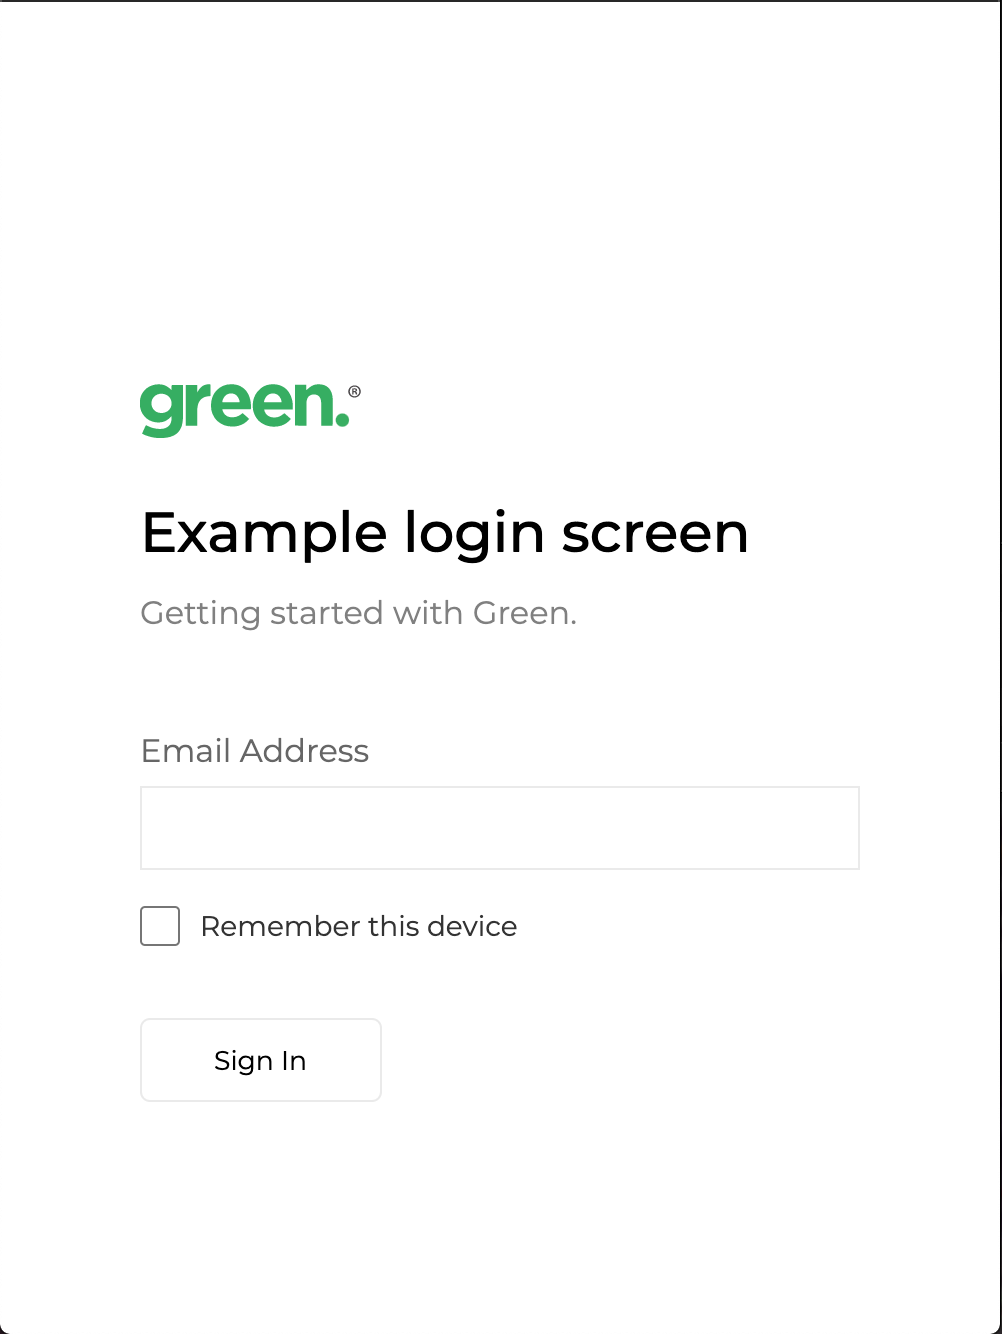 green.®
Example login screen
Getting started with Green.
Email Address
Remember this device
Sign In